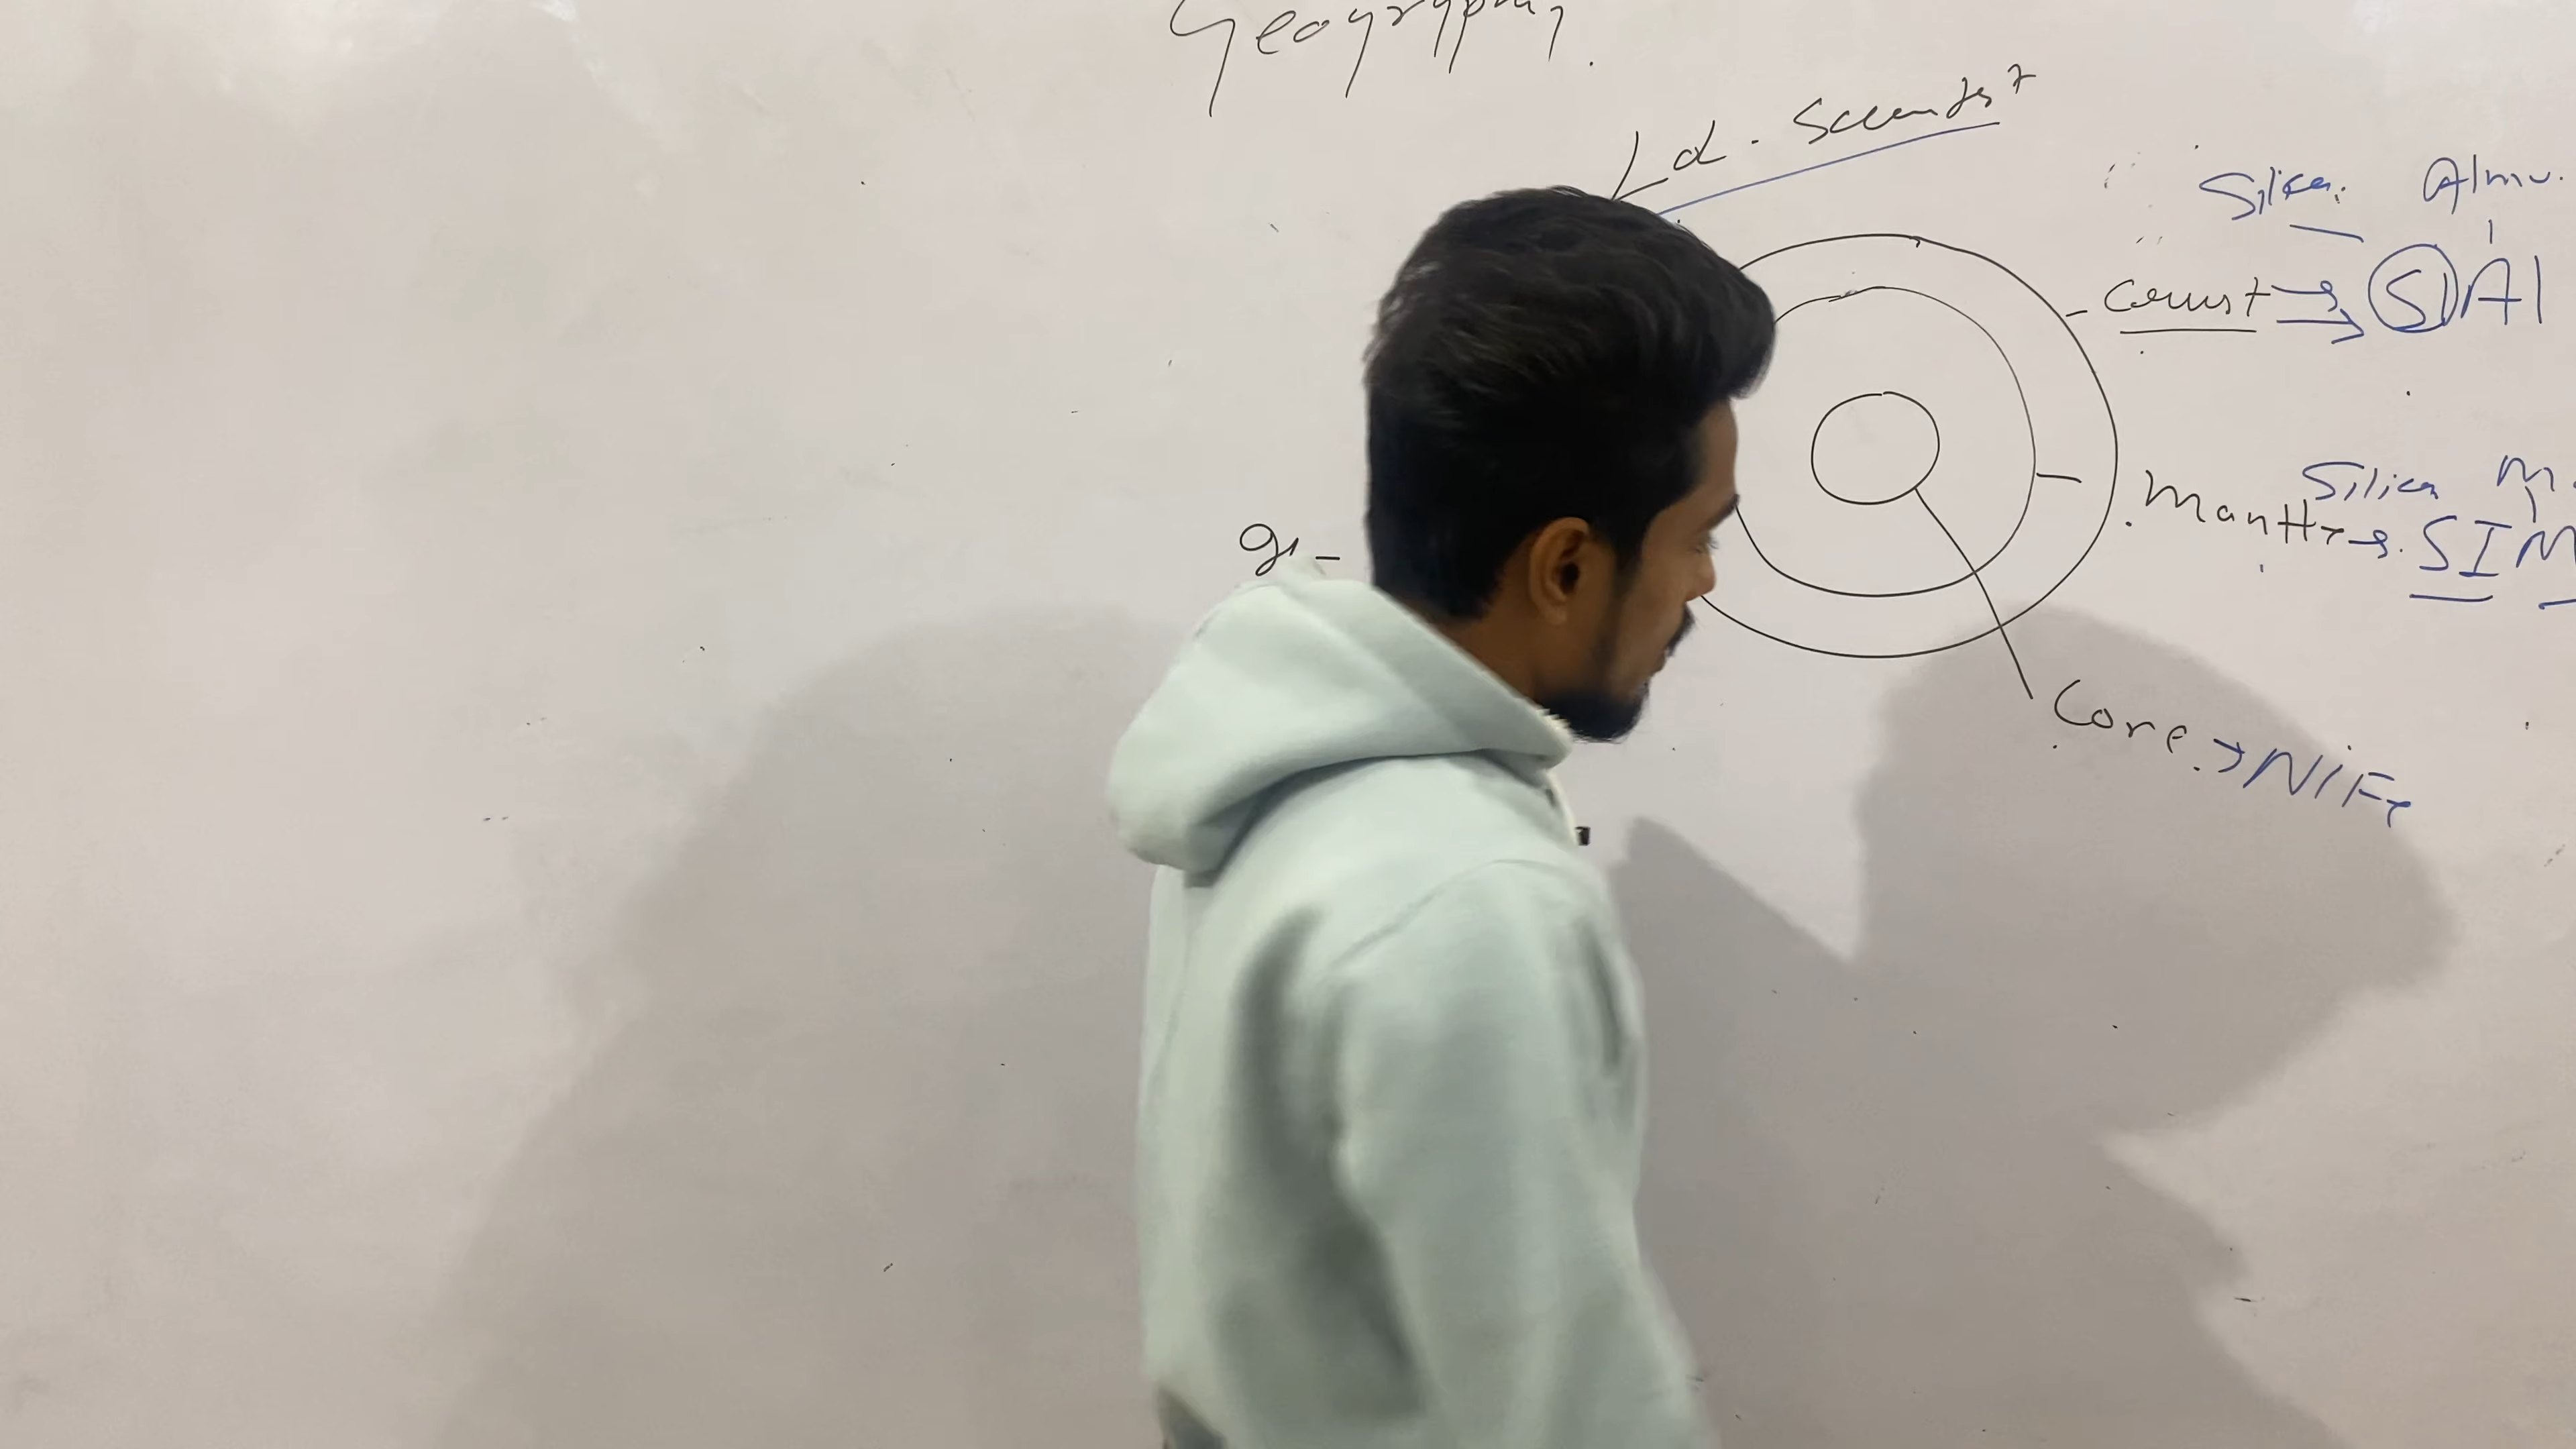 Geography
Ld. Scientist
Silica. Almu.
Crust → SIAl
Silica M.
Mantle → SIM
Core. → NiFe